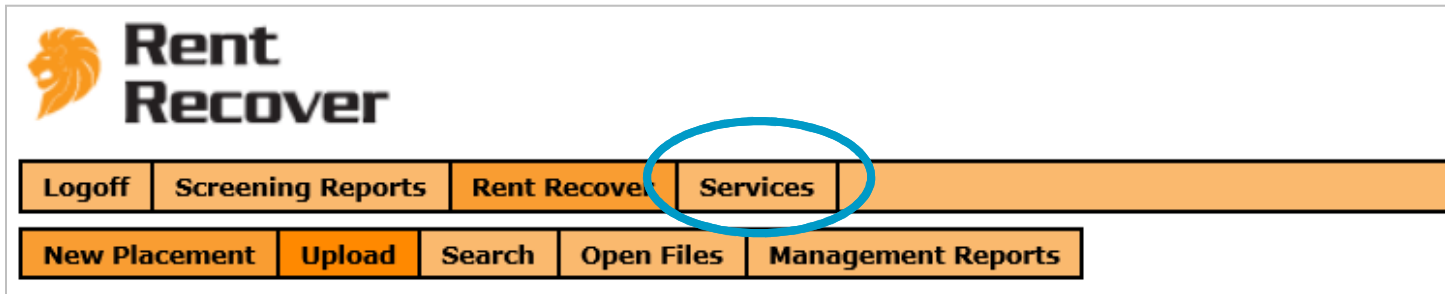 Rent
Recover
Logoff Screening Reports Rent Recover Services
New Placement Upload Search Open Files Management Reports